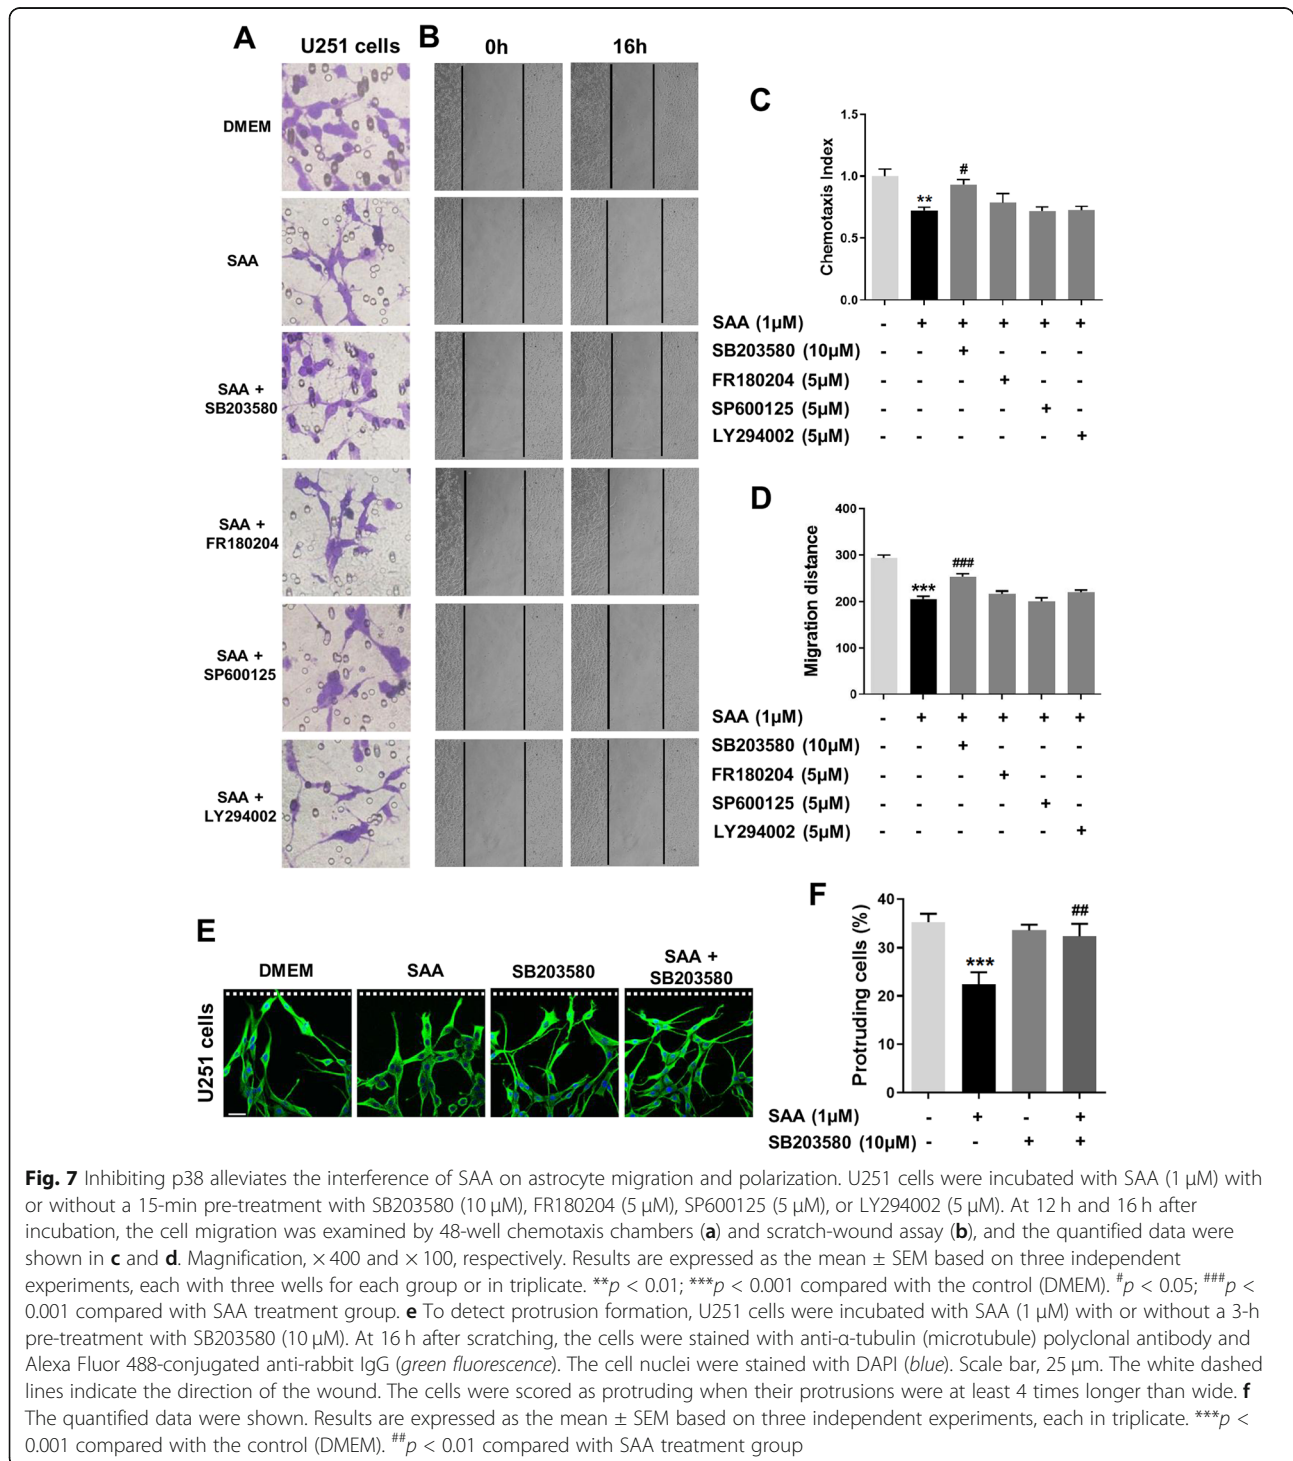 A
U251 cells
DMEM
SAA
SAA +
SB203580
SAA +
FR180204
SAA +
SP600125
SAA +
LY294002
B
0h
16h
C
Chemotaxis Index
1.5
1.0
0.5
0.0
**
#
SAA (1μM) - + + + + +
SB203580 (10μM) - - + - - -
FR180204 (5μM) - - - + - -
SP600125 (5μM) - - - - + -
LY294002 (5μM) - - - - - +
D
Migration distance
400
300
200
100
0
***
###
SAA (1μM) - + + + + +
SB203580 (10μM) - - + - - -
FR180204 (5μM) - - - + - -
SP600125 (5μM) - - - - + -
LY294002 (5μM) - - - - - +
E
U251 cells
DMEM
SAA
SB203580
SAA +
SB203580
F
Protruding cells (%)
40
30
20
10
0
***
##
SAA (1μM) - + - +
SB203580 (10μM) - - + +
Fig. 7 Inhibiting p38 alleviates the interference of SAA on astrocyte migration and polarization. U251 cells were incubated with SAA (1 μM) with
or without a 15-min pre-treatment with SB203580 (10 μM), FR180204 (5 μM), SP600125 (5 μM), or LY294002 (5 μM). At 12 h and 16 h after
incubation, the cell migration was examined by 48-well chemotaxis chambers (a) and scratch-wound assay (b), and the quantified data were
shown in c and d. Magnification, × 400 and × 100, respectively. Results are expressed as the mean ± SEM based on three independent
experiments, each with three wells for each group or in triplicate. **p < 0.01; ***p < 0.001 compared with the control (DMEM). #p < 0.05; ###p <
0.001 compared with SAA treatment group. e To detect protrusion formation, U251 cells were incubated with SAA (1 μM) with or without a 3-h
pre-treatment with SB203580 (10 μM). At 16 h after scratching, the cells were stained with anti-α-tubulin (microtubule) polyclonal antibody and
Alexa Fluor 488-conjugated anti-rabbit IgG (green fluorescence). The cell nuclei were stained with DAPI (blue). Scale bar, 25 μm. The white dashed
lines indicate the direction of the wound. The cells were scored as protruding when their protrusions were at least 4 times longer than wide. f
The quantified data were shown. Results are expressed as the mean ± SEM based on three independent experiments, each in triplicate. ***p <
0.001 compared with the control (DMEM). ##p < 0.01 compared with SAA treatment group